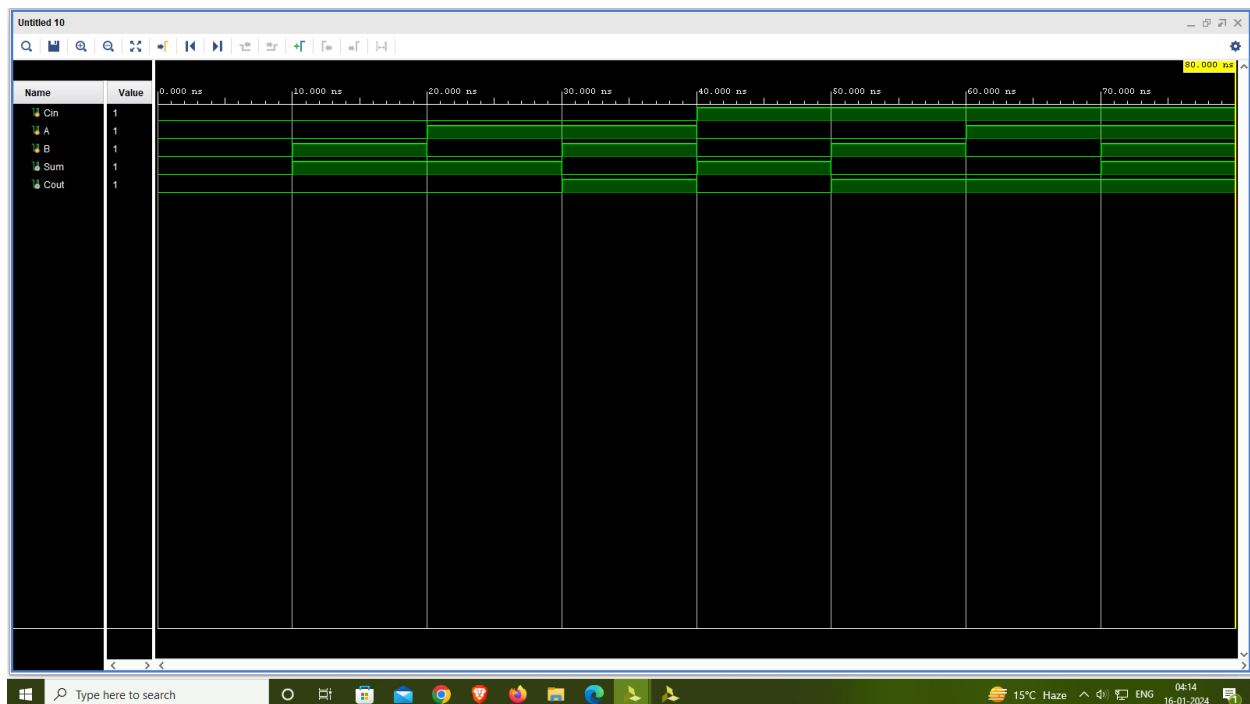 Untitled 10
80.000 ns
Name Value 0.000 ns 10.000 ns 20.000 ns 30.000 ns 40.000 ns 50.000 ns 60.000 ns 70.000 ns
Cin 1
A 1
B 1
Sum 1
Cout 1
Type here to search 15°C Haze ENG 04:14
16-01-2024
1